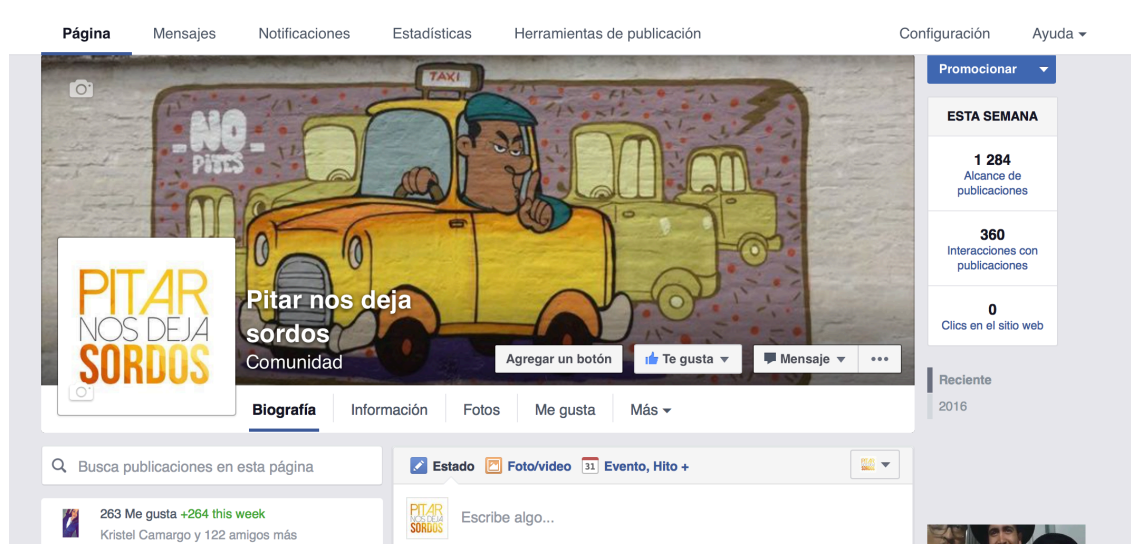 Página Mensajes Notificaciones Estadísticas Herramientas de publicación Configuración Ayuda
TAXI
_NO_
PITES
PITAR
NOS DEJA
SORDOS
Pitar nos deja
sordos
Comunidad
Agregar un botón Te gusta Mensaje •••
Promocionar
ESTA SEMANA
1 284
Alcance de
publicaciones
360
Interacciones con
publicaciones
0
Clics en el sitio web
Reciente
2016
Biografía Información Fotos Me gusta Más
Busca publicaciones en esta página
263 Me gusta +264 this week
Kristel Camargo y 122 amigos más
31
Estado Foto/video Evento, Hito +
PITAR
NOS DEJA
SORDOS
Escribe algo...